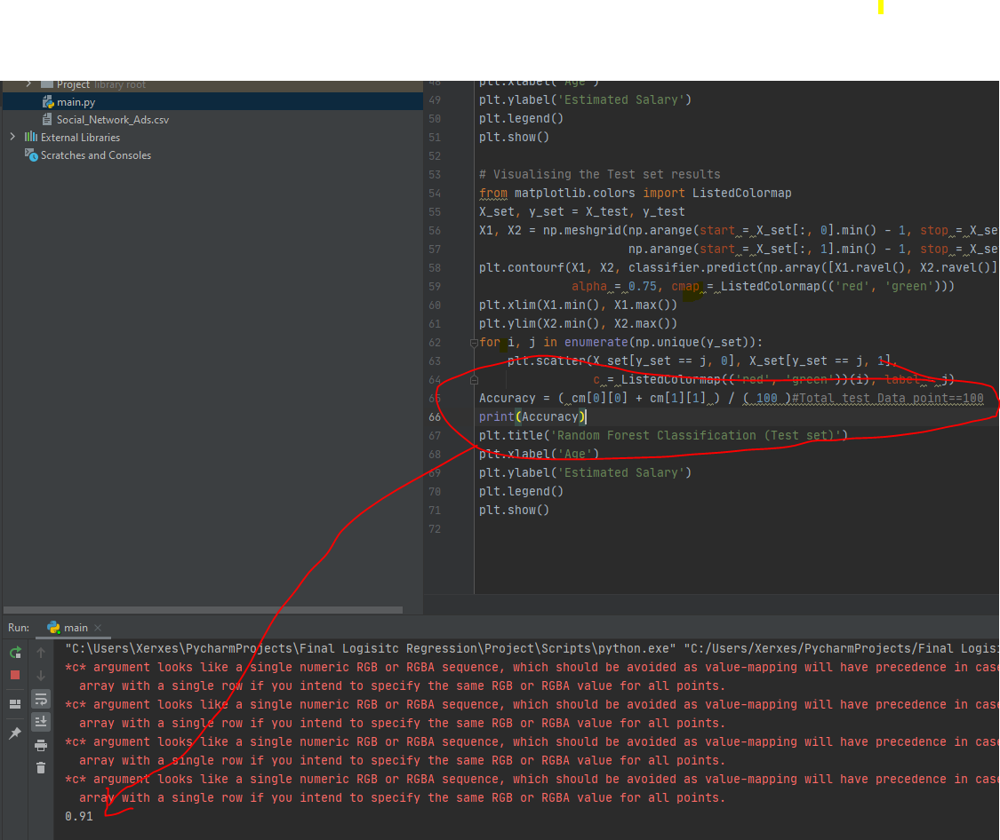 Project library root
main.py
Social_Network_Ads.csv
External Libraries
Scratches and Consoles
48 plt.xlabel('Age')
49 plt.ylabel('Estimated Salary')
50 plt.legend()
51 plt.show()
52
53 # Visualising the Test set results
54 from matplotlib.colors import ListedColormap
55 X_set, y_set = X_test, y_test
56 X1, X2 = np.meshgrid(np.arange(start = X_set[:, 0].min() - 1, stop = X_se
57 np.arange(start = X_set[:, 1].min() - 1, stop = X_se
58 plt.contourf(X1, X2, classifier.predict(np.array([X1.ravel(), X2.ravel()]
59 alpha = 0.75, cmap = ListedColormap(('red', 'green')))
60 plt.xlim(X1.min(), X1.max())
61 plt.ylim(X2.min(), X2.max())
62 for i, j in enumerate(np.unique(y_set)):
63 plt.scatter(X_set[y_set == j, 0], X_set[y_set == j, 1],
64 c = ListedColormap(('red', 'green'))(i), label = j)
65 Accuracy = ( cm[0][0] + cm[1][1] ) / ( 100 )#Total test Data point==100
66 print(Accuracy)
67 plt.title('Random Forest Classification (Test set)')
68 plt.xlabel('Age')
69 plt.ylabel('Estimated Salary')
70 plt.legend()
71 plt.show()
72
Run: main
"C:\Users\Xerxes\PycharmProjects\Final Logisitc Regression\Project\Scripts\python.exe" "C:/Users/Xerxes/PycharmProjects/Final Logisi
*c* argument looks like a single numeric RGB or RGBA sequence, which should be avoided as value-mapping will have precedence in case
array with a single row if you intend to specify the same RGB or RGBA value for all points.
*c* argument looks like a single numeric RGB or RGBA sequence, which should be avoided as value-mapping will have precedence in case
array with a single row if you intend to specify the same RGB or RGBA value for all points.
*c* argument looks like a single numeric RGB or RGBA sequence, which should be avoided as value-mapping will have precedence in case
array with a single row if you intend to specify the same RGB or RGBA value for all points.
*c* argument looks like a single numeric RGB or RGBA sequence, which should be avoided as value-mapping will have precedence in case
array with a single row if you intend to specify the same RGB or RGBA value for all points.
0.91